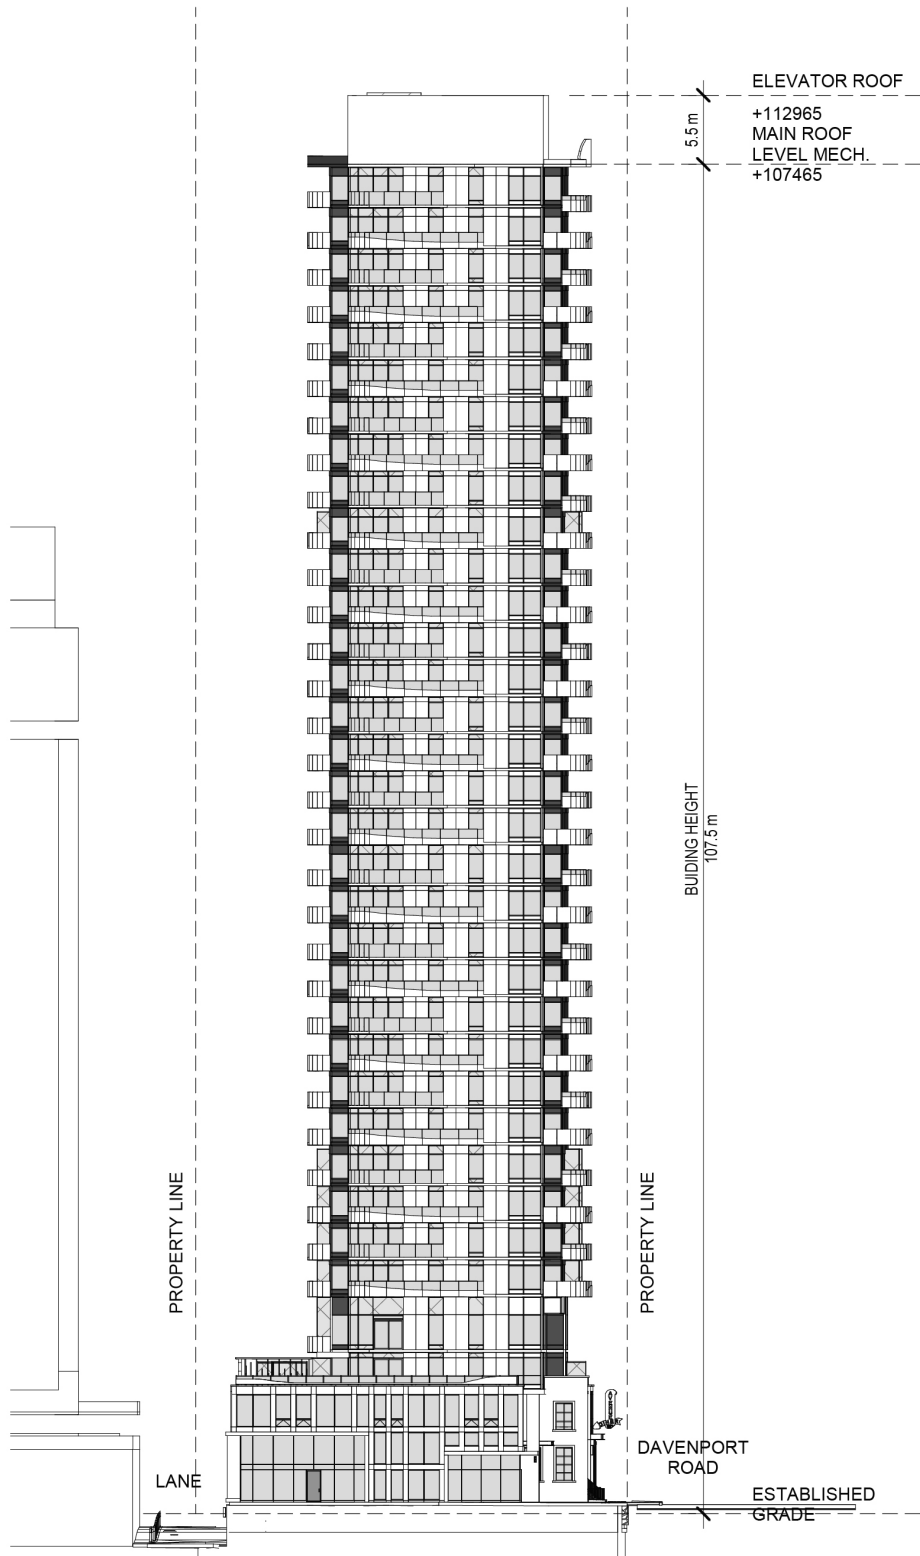 ELEVATOR ROOF
+112965
MAIN ROOF
LEVEL MECH.
+107465
5.5 m
BUIDING HEIGHT
107.5 m
PROPERTY LINE
PROPERTY LINE
DAVENPORT
ROAD
LANE
ESTABLISHED
GRADE